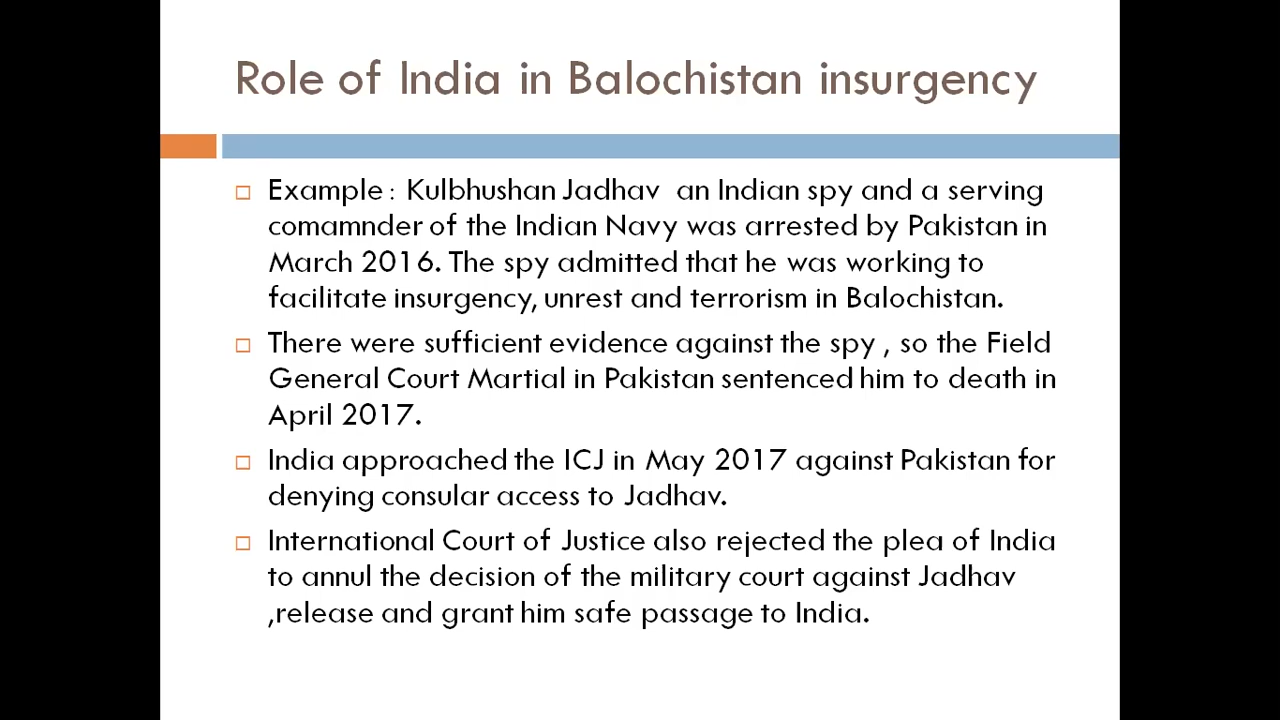 Role of India in Balochistan insurgency
Example : Kulbhushan Jadhav an Indian spy and a serving
comamnder of the Indian Navy was arrested by Pakistan in
March 2016. The spy admitted that he was working to
facilitate insurgency, unrest and terrorism in Balochistan.
There were sufficient evidence against the spy , so the Field
General Court Martial in Pakistan sentenced him to death in
April 2017.
India approached the ICJ in May 2017 against Pakistan for
denying consular access to Jadhav.
International Court of Justice also rejected the plea of India
to annul the decision of the military court against Jadhav
,release and grant him safe passage to India.